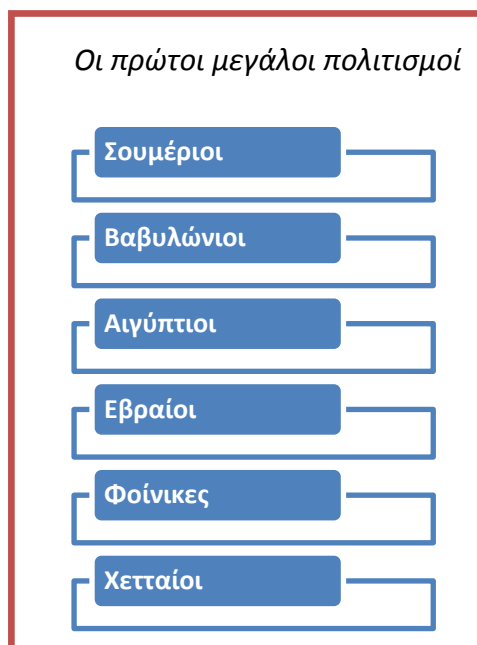 Οι πρώτοι μεγάλοι πολιτισμοί
Σουμέριοι
Βαβυλώνιοι
Αιγύπτιοι
Εβραίοι
Φοίνικες
Χετταίοι